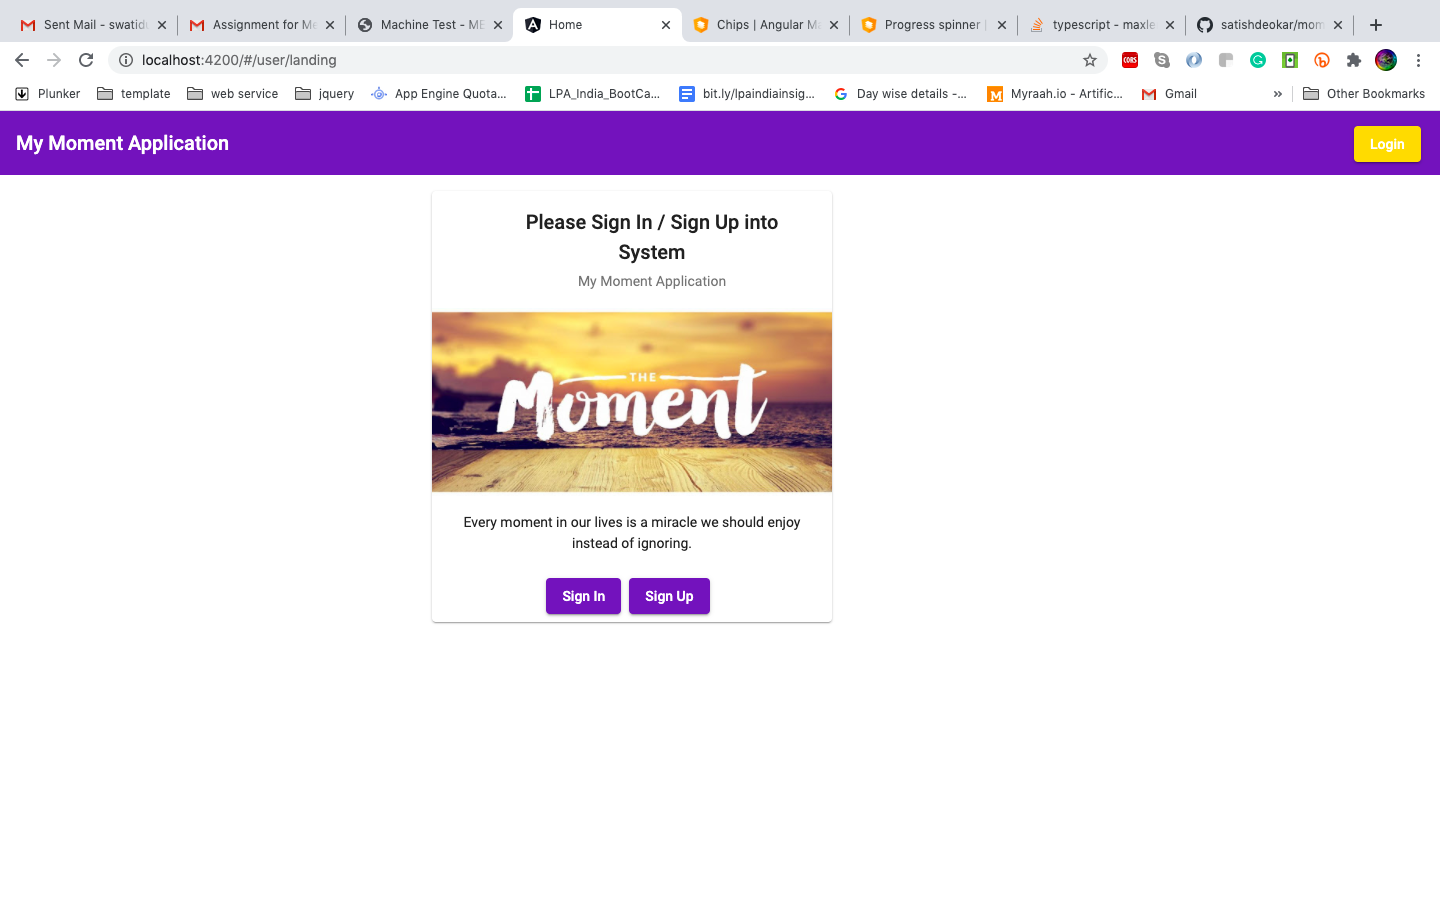 Sent Mail - swatid
Assignment for Me
Machine Test - ME
Home
Chips | Angular Ma
Progress spinner |
typescript - maxle
satishdeokar/mom
localhost:4200/#/user/landing
CORS
Plunker
template
web service
jquery
App Engine Quota...
LPA_India_BootCa...
bit.ly/lpaindiainsig...
Day wise details -...
Myraah.io - Artific...
Gmail
»
Other Bookmarks
My Moment Application
Login
Please Sign In / Sign Up into
System
My Moment Application
THE
Moment
Every moment in our lives is a miracle we should enjoy
instead of ignoring.
Sign In
Sign Up